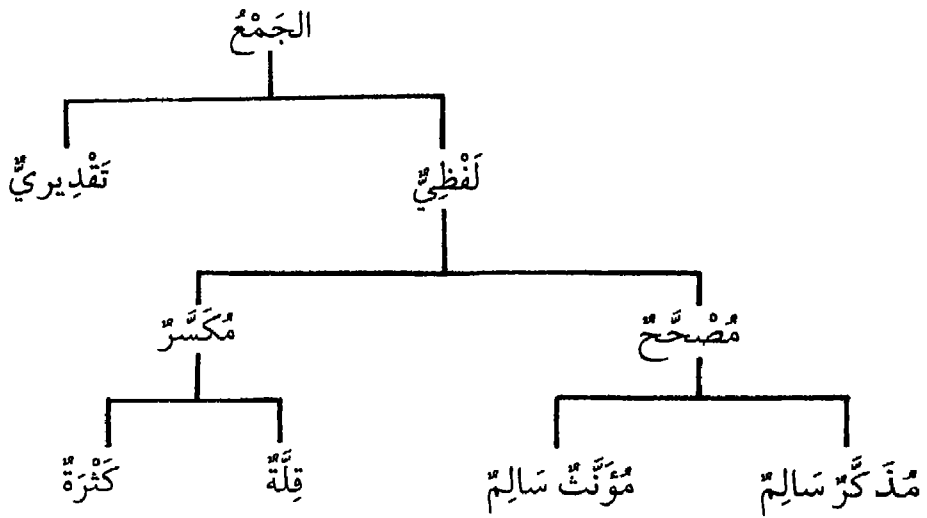 الجَمْعُ
لَفْظِيٌّ تَقْدِيرِيٌّ
مُصْحَّحٌ مُكَسَّرٌ
مُذَكَّرٌ سَالِمٌ مُؤَنَّثٌ سَالِمٌ قِلَّةٌ كَثْرَةٌ